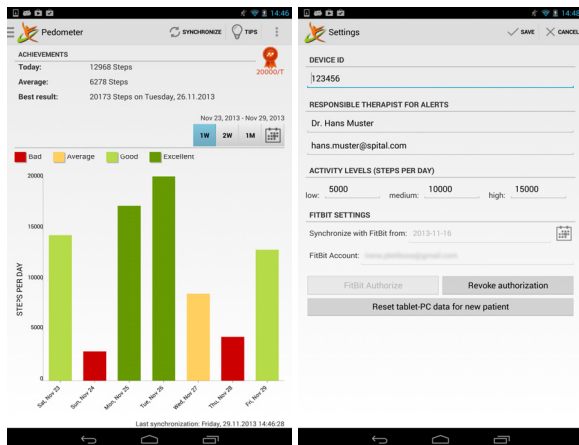 14:46
Pedometer
SYNCHRONIZE
TIPS
ACHIEVEMENTS
Today: 12968 Steps
Average: 6278 Steps
Best result: 20173 Steps on Tuesday, 26.11.2013
20000/T
Nov 23, 2013 - Nov 29, 2013
1W 2W 1M
Bad Average Good Excellent
20000
15000
10000
5000
0
STEPS PER DAY
Sat, Nov 23
Sun, Nov 24
Mon, Nov 25
Tue, Nov 26
Wed, Nov 27
Thu, Nov 28
Fri, Nov 29
Last synchronization: Friday, 29.11.2013 14:46:28
14:48
Settings
SAVE
CANCEL
DEVICE ID
123456
RESPONSIBLE THERAPIST FOR ALERTS
Dr. Hans Muster
hans.muster@spital.com
ACTIVITY LEVELS (STEPS PER DAY)
low: 5000 medium: 10000 high: 15000
FITBIT SETTINGS
Synchronize with FitBit from: 2013-11-16
FitBit Account:
FitBit Authorize
Revoke authorization
Reset tablet-PC data for new patient